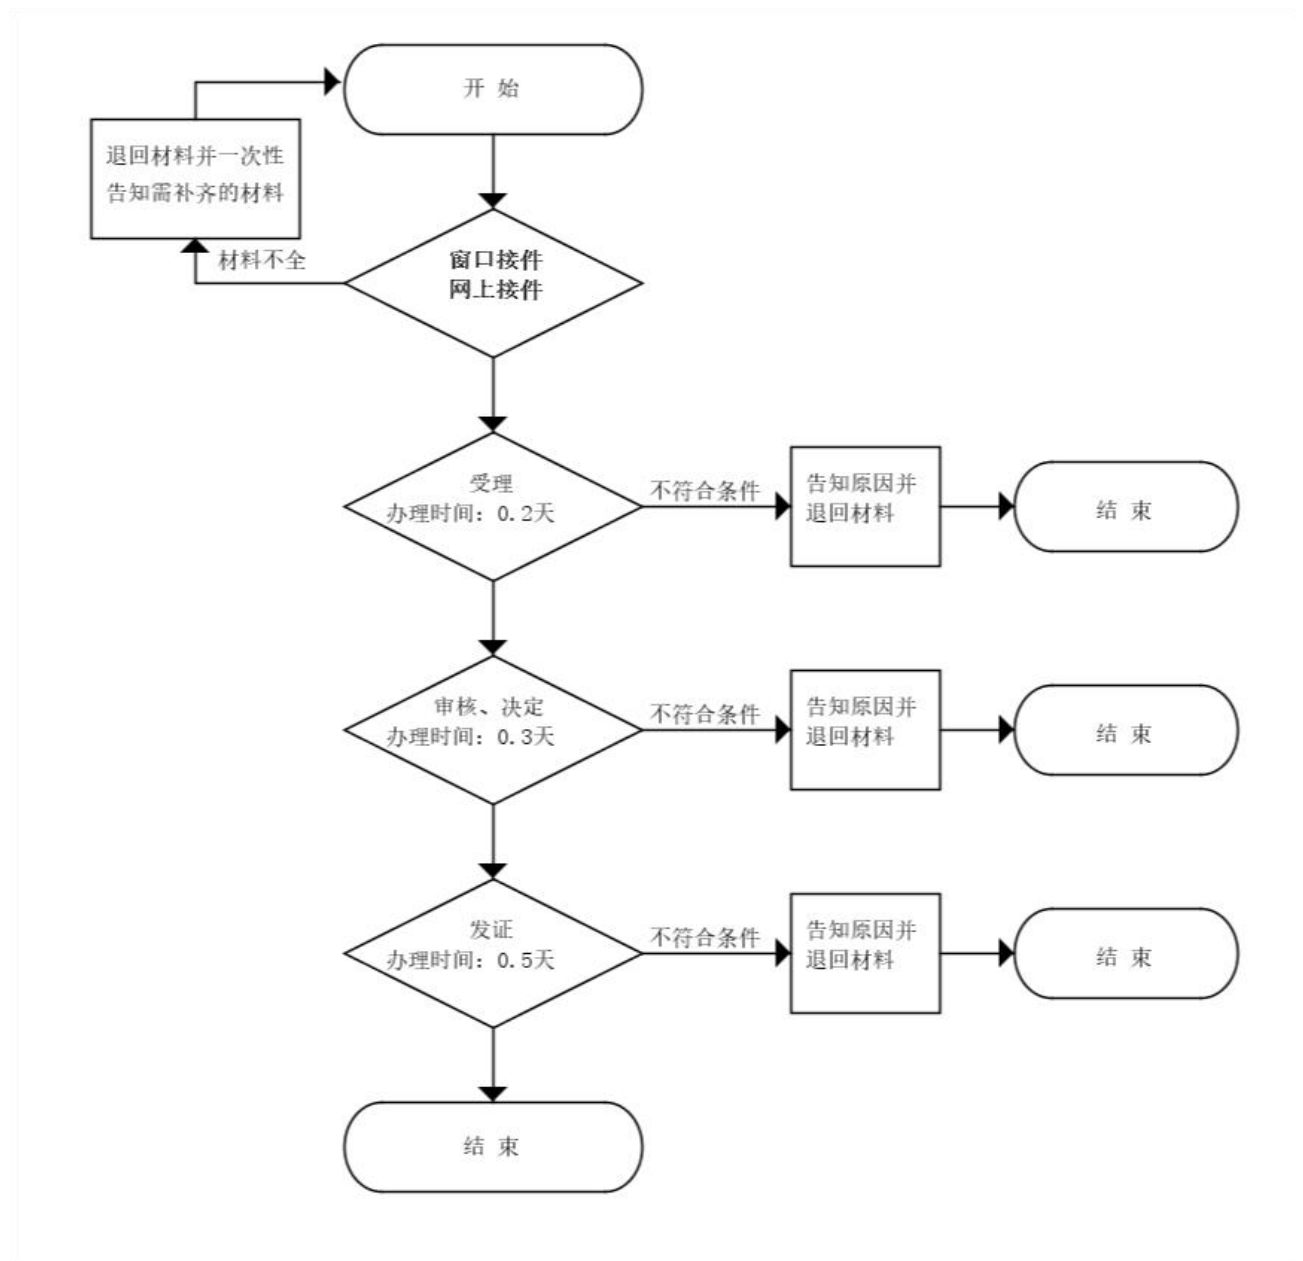 开 始
退回材料并一次性
告知需补齐的材料
材料不全
窗口接件
网上接件
受理
办理时间：0.2天
不符合条件
告知原因并
退回材料
结 束
审核、决定
办理时间：0.3天
不符合条件
告知原因并
退回材料
结 束
发证
办理时间：0.5天
不符合条件
告知原因并
退回材料
结 束
结 束